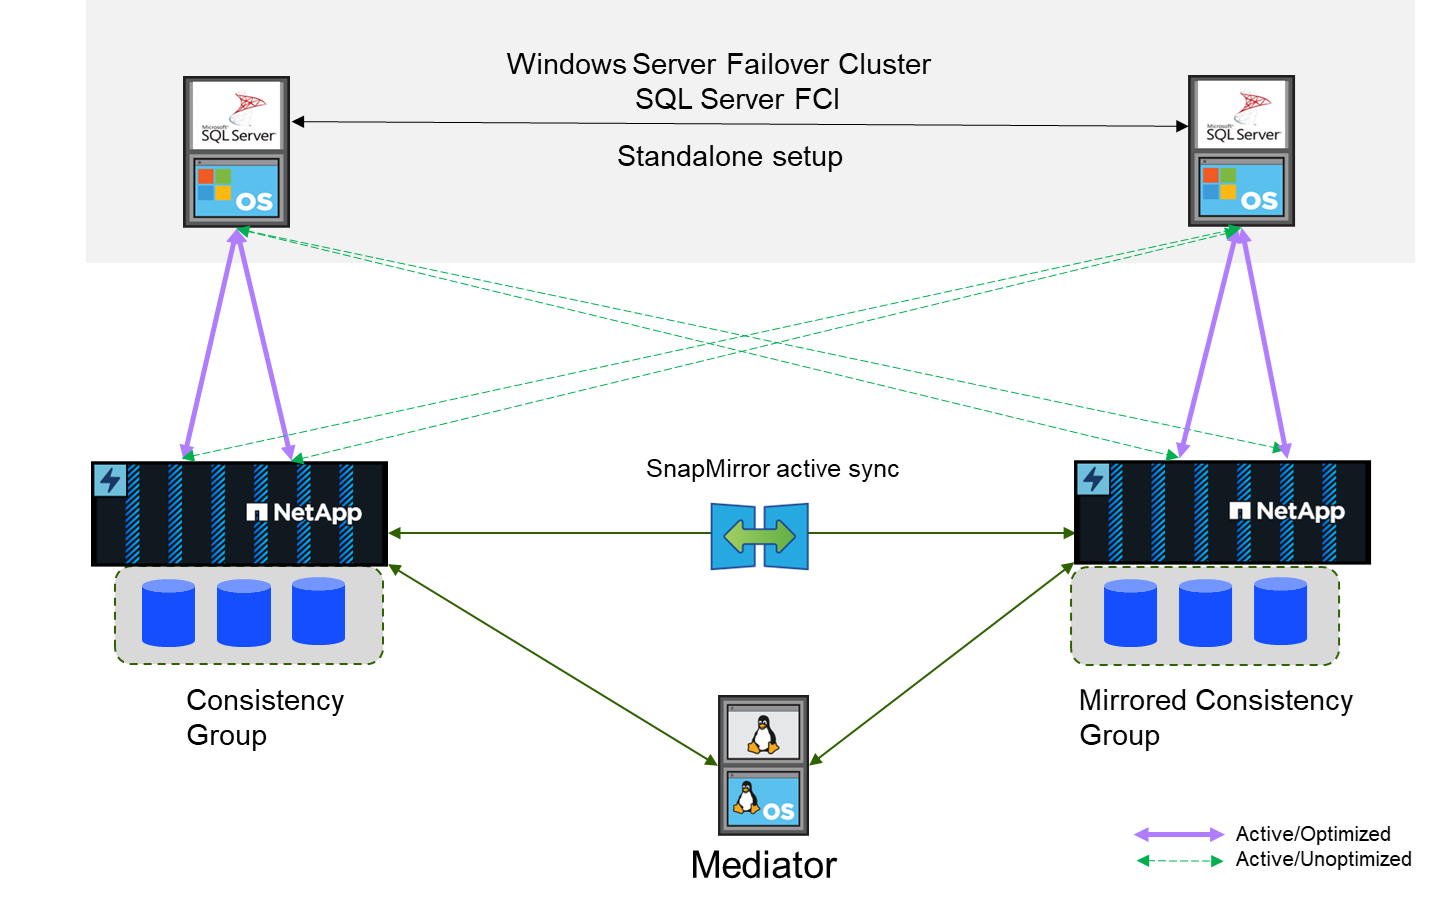 Windows Server Failover Cluster
SQL Server FCI
Standalone setup
Microsoft
SQL Server
OS
Microsoft
SQL Server
OS
SnapMirror active sync
NetApp
NetApp
Consistency
Group
Mirrored Consistency
Group
OS
Mediator
Active/Optimized
Active/Unoptimized